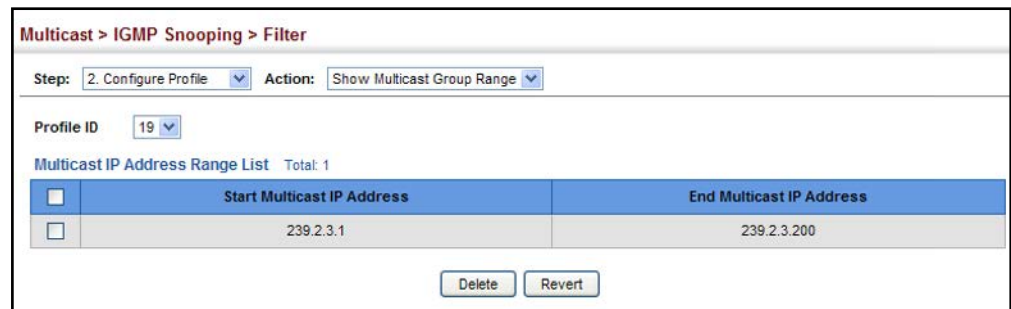 Multicast > IGMP Snooping > Filter
Step: 2. Configure Profile Action: Show Multicast Group Range
Profile ID 19
Multicast IP Address Range List Total: 1
Start Multicast IP Address End Multicast IP Address
239.2.3.1 239.2.3.200
Delete Revert